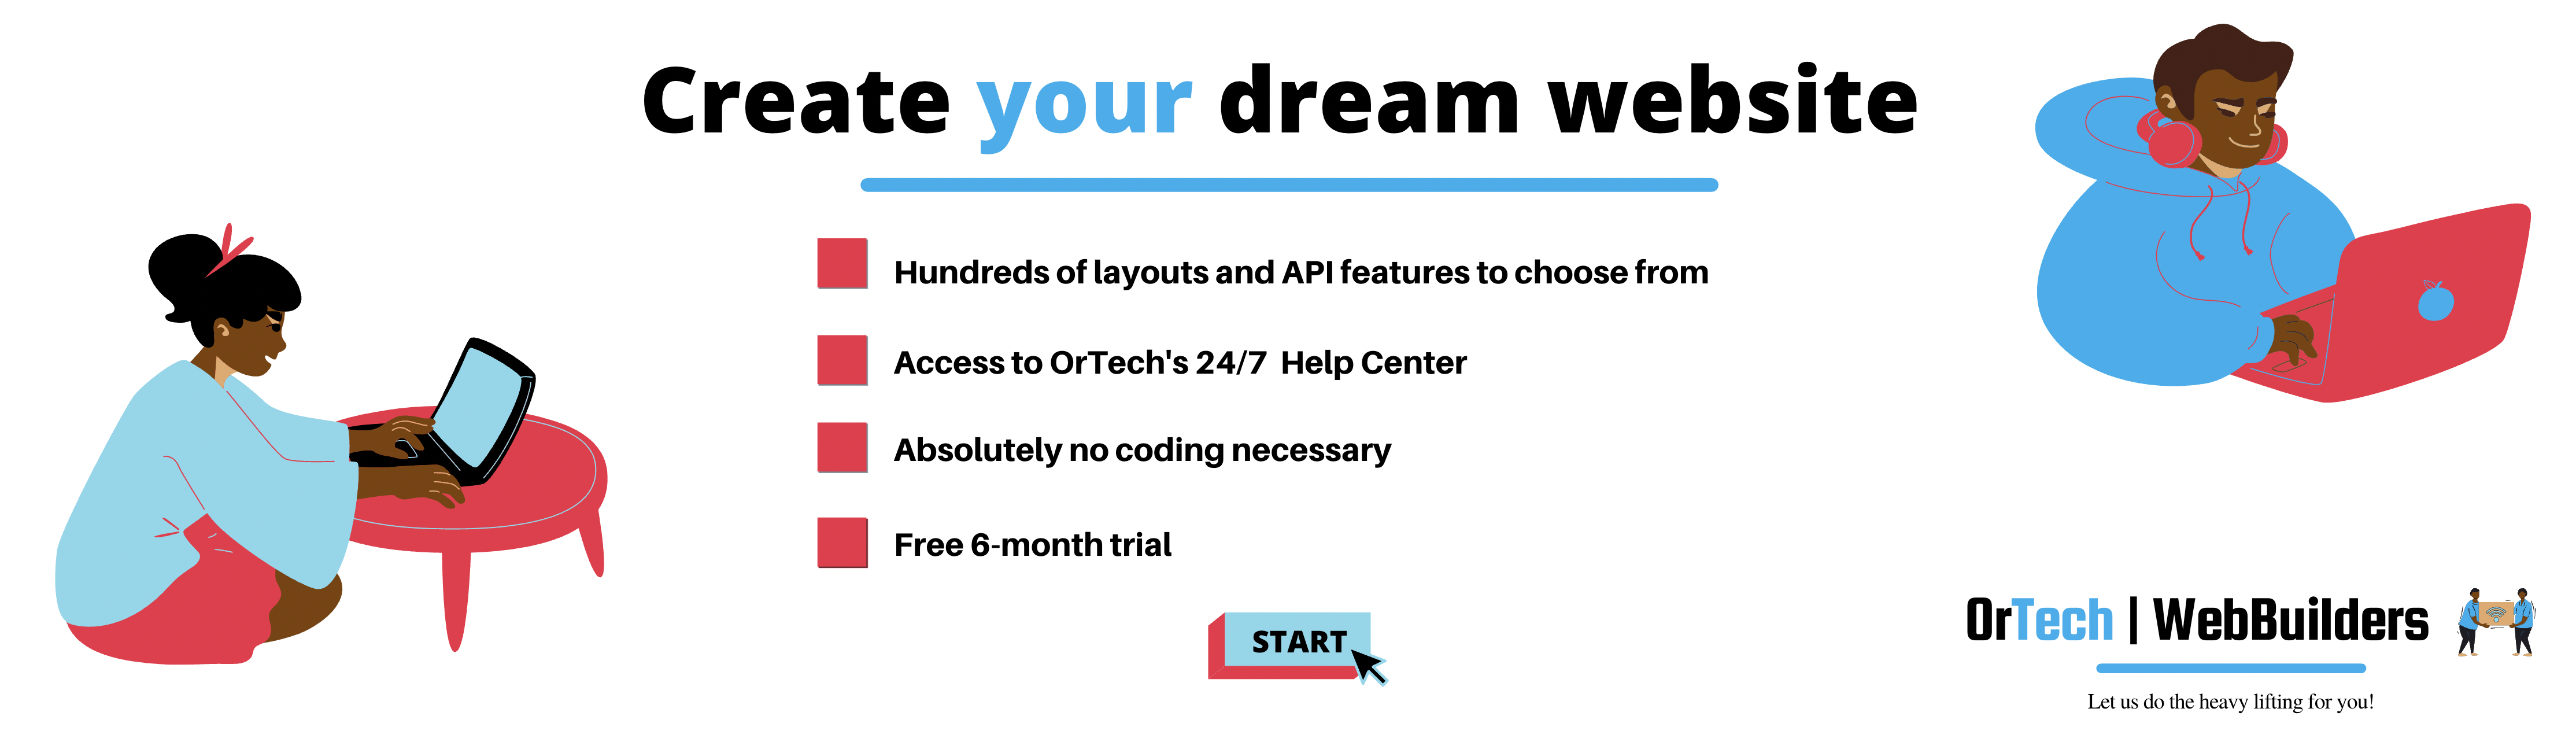 Create your dream website
Hundreds of layouts and API features to choose from
Access to OrTech's 24/7  Help Center
Absolutely no coding necessary
Free 6-month trial
START
OrTech | WebBuilders
Let us do the heavy lifting for you!